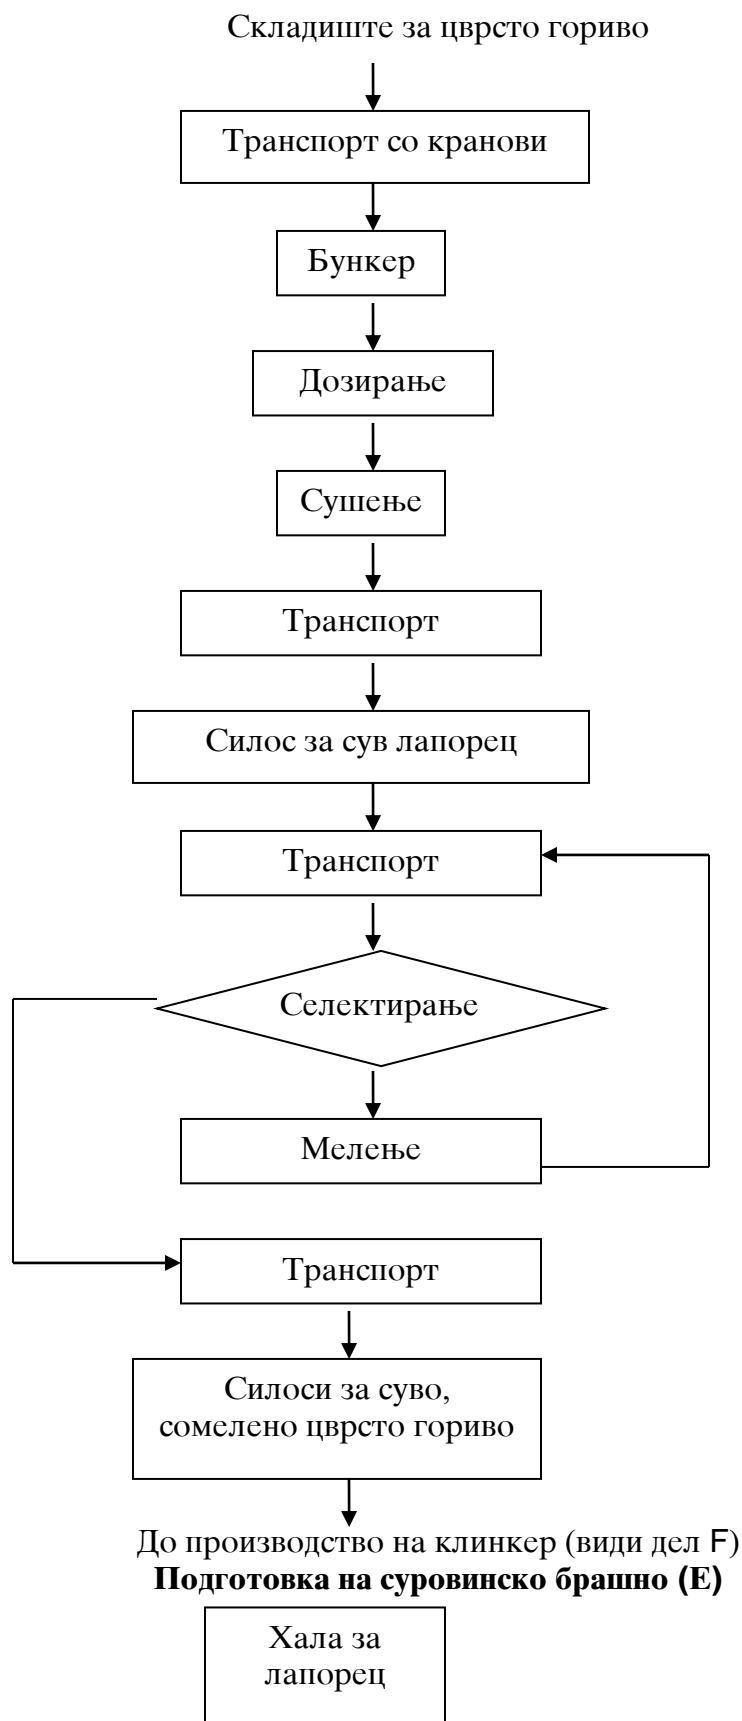 Складиште за цврсто гориво
Транспорт со кранови
Бункер
Дозирање
Сушење
Транспорт
Силос за сув лапорец
Транспорт
Селектирање
Мелење
Транспорт
Силоси за суво,
сомелено цврсто гориво
До производство на клинкер (види дел F)
Подготовка на суровинско брашно (Е)
Хала за
лапорец